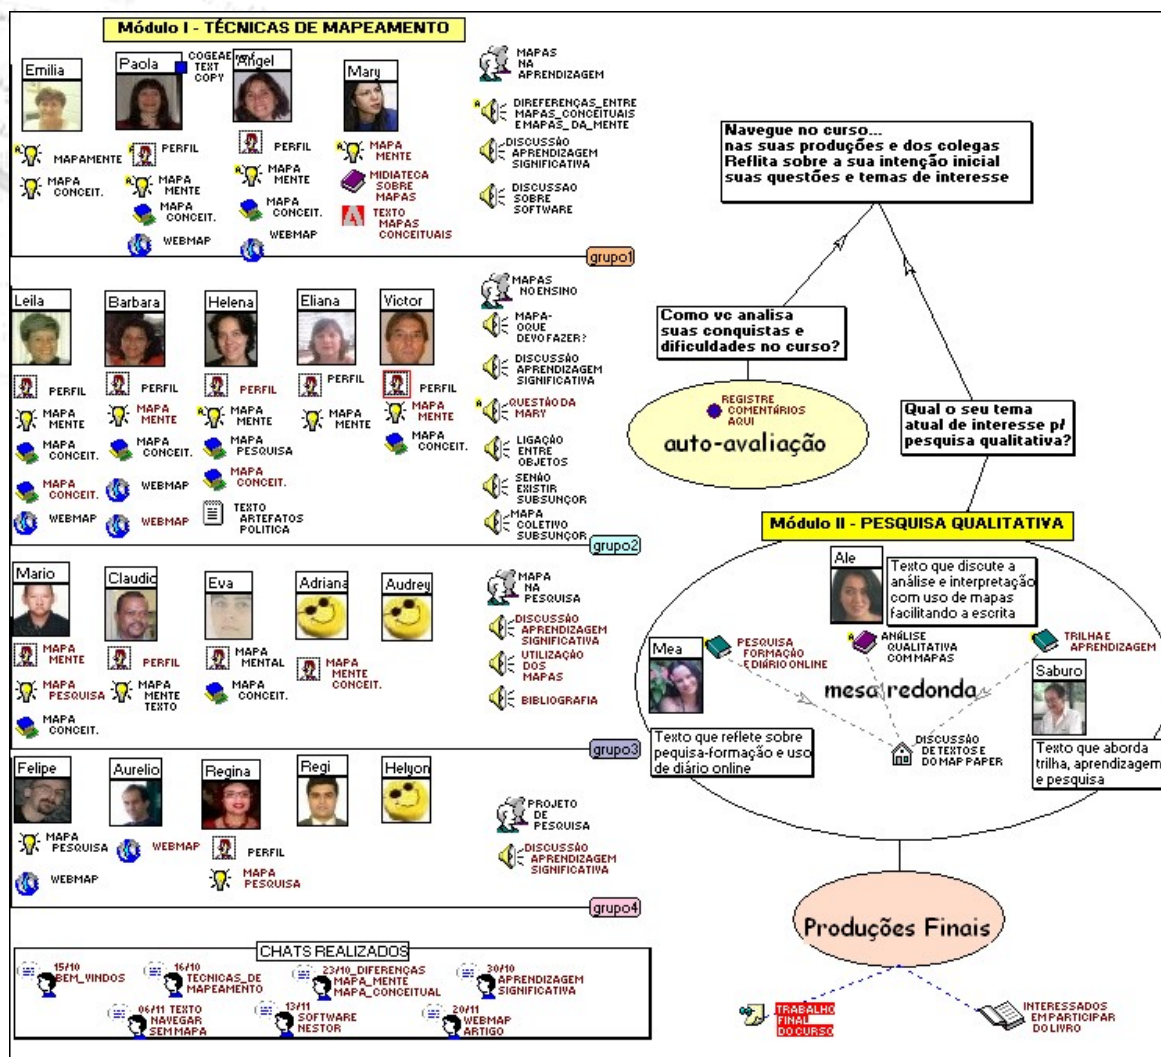 Módulo I - TÉCNICAS DE MAPEAMENTO
Emilia
Paola
COGEAE
TEXT
COPY
Angel
Mary
MAPAMENTE
MAPA
CONCEIT.
PERFIL
MAPA
MENTE
MAPA
CONCEIT.
WEBMAP
PERFIL
MAPA
MENTE
MAPA
CONCEIT.
WEBMAP
MAPA
MENTE
MIDIATECA
SOBRE
MAPAS
TEXTO
MAPAS
CONCEITUAIS
MAPAS
NA
APRENDIZAGEM
DIREFERENÇAS_ENTRE
MAPAS_CONCEITUAIS
E MAPAS_DA_MENTE
DISCUSSÃO
APRENDIZAGEM
SIGNIFICATIVA
DISCUSSAO
SOBRE
SOFTWARE
grupo1
Leila
Barbara
Helena
Eliana
Victor
PERFIL
MAPA
MENTE
MAPA
CONCEIT.
MAPA
CONCEIT.
WEBMAP
PERFIL
MAPA
MENTE
MAPA
CONCEIT.
WEBMAP
WEBMAP
PERFIL
MAPA
MENTE
MAPA
PESQUISA
MAPA
CONCEIT.
TEXTO
ARTEFATOS
POLITICA
PERFIL
MAPA
MENTE
PERFIL
MAPA
MENTE
MAPA
CONCEIT.
MAPAS
NO ENSINO
MAPA-
OQUE
DEVO FAZER?
DISCUSSÃO
APRENDIZAGEM
SIGNIFICATIVA
QUESTÃO DA
MARY
LIGAÇÃO
ENTRE
OBJETOS
SENÃO
EXISTIR
SUBSUNÇOR
MAPA
COLETIVO
SUBSUNÇOR
grupo2
Mario
Claudio
Eva
Adriana
Audrey
MAPA
MENTE
MAPA
PESQUISA
MAPA
CONCEIT.
PERFIL
MAPA
MENTE
TEXTO
MAPA
MENTAL
MAPA
CONCEIT.
MAPA
MENTE
CONCEIT.
MAPA
NA
PESQUISA
DISCUSSÃO
APRENDIZAGEM
SIGNIFICATIVA
UTILIZAÇÃO
DOS
MAPAS
BIBLIOGRAFIA
grupo3
Felipe
Aurelio
Regina
Regi
Helyon
MAPA
PESQUISA
WEBMAP
WEBMAP
PERFIL
MAPA
PESQUISA
PROJETO
DE
PESQUISA
DISCUSSÃO
APRENDIZAGEM
SIGNIFICATIVA
grupo4
CHATS REALIZADOS
15/10
BEM_VINDOS
16/10
TECNICAS_DE
MAPEAMENTO
23/10_DIFERENÇAS
MAPA_MENTE
MAPA_CONCEITUAL
30/10
APRENDIZAGEM
SIGNIFICATIVA
06/11 TEXTO
NAVEGAR
SEM MAPA
13/11
SOFTWARE
NESTOR
20/11
WEBMAP
ARTIGO
Navegue no curso...
nas suas produções e dos colegas
Reflita sobre a sua intenção inicial
suas questões e temas de interesse
Como vc analisa
suas conquistas e
dificuldades no curso?
REGISTRE
COMENTÁRIOS
AQUI
auto-avaliação
Qual o seu tema
atual de interesse p/
pesquisa qualitativa?
Módulo II - PESQUISA QUALITATIVA
Ale
Texto que discute a
análise e interpretação
com uso de mapas
facilitando a escrita
Mea
PESQUISA
FORMAÇÃO
E DIÁRIO ONLINE
ANÁLISE
QUALITATIVA
COM MAPAS
TRILHA E
APRENDIZAGEM
Saburo
mesa redonda
Texto que reflete sobre
pequisa-formação e uso
de diário online
DISCUSSÃO
DE TEXTOS E
DO MAP PAPER
Texto que aborda
trilha, aprendizagem
e pesquisa
Produções Finais
TRABALHO
FINAL
DO CURSO
INTERESSADOS
EM PARTICIPAR
DO LIVRO